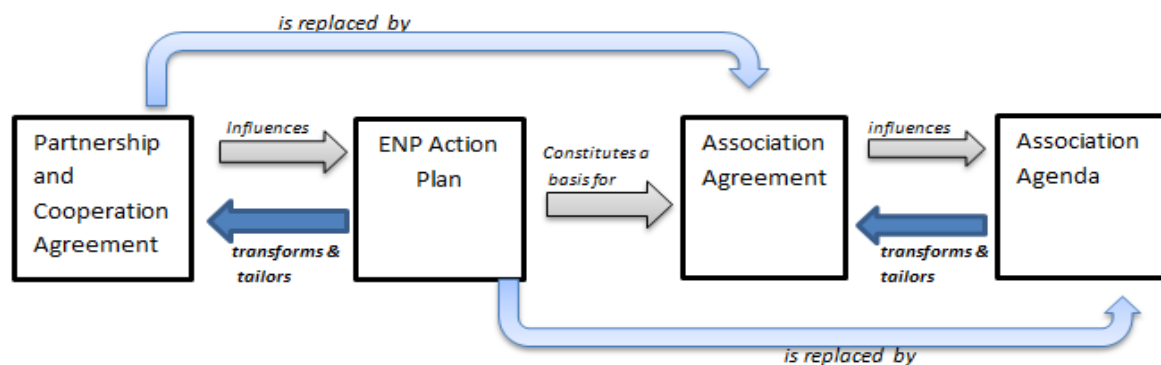 is replaced by
Partnership
and
Cooperation
Agreement
Influences
transforms &
tailors
ENP Action
Plan
Constitutes a
basis for
Association
Agreement
influences
transforms &
tailors
Association
Agenda
is replaced by